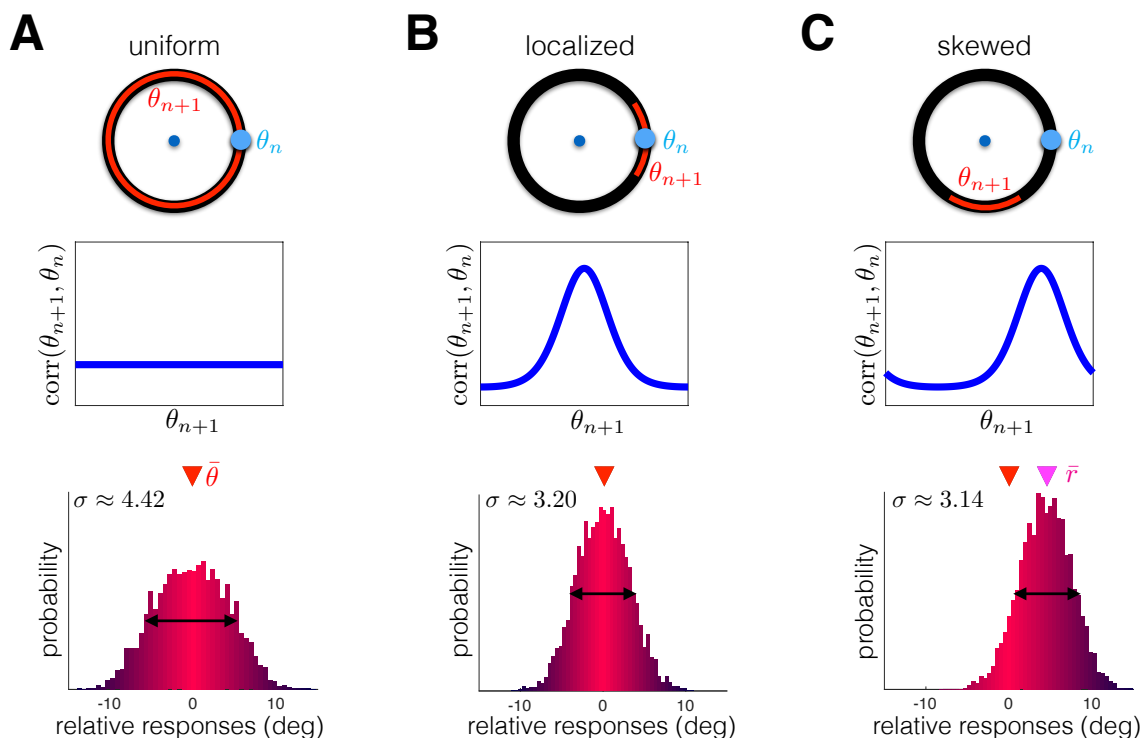 A
uniform
θn+1
θn
corr(θn+1, θn)
θn+1
θ̄
σ ≈ 4.42
probability
-10 0 10
relative responses (deg)
B
localized
θn
θn+1
corr(θn+1, θn)
θn+1
σ ≈ 3.20
probability
-10 0 10
relative responses (deg)
C
skewed
θn
θn+1
corr(θn+1, θn)
θn+1
r̄
σ ≈ 3.14
probability
-10 0 10
relative responses (deg)